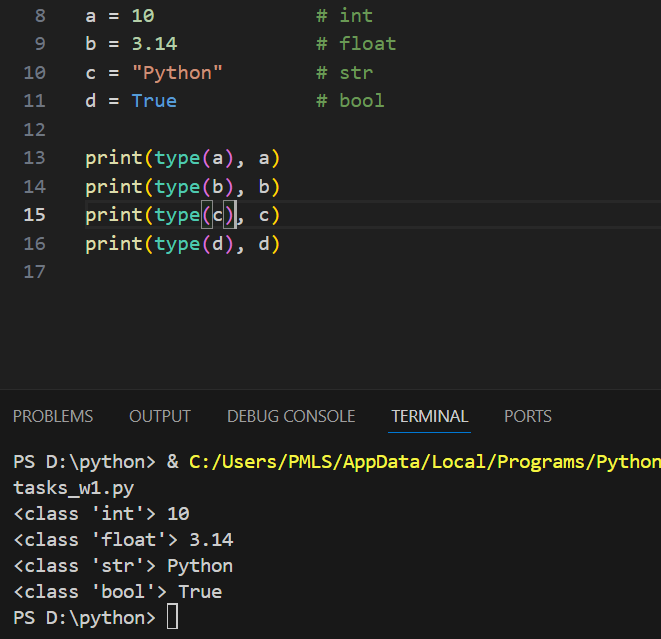 8 a = 10 # int
9 b = 3.14 # float
10 c = "Python" # str
11 d = True # bool
12
13 print(type(a), a)
14 print(type(b), b)
15 print(type(c), c)
16 print(type(d), d)
17
PROBLEMS OUTPUT DEBUG CONSOLE TERMINAL PORTS
PS D:\python> & C:/Users/PMLS/AppData/Local/Programs/Python
tasks_w1.py
<class 'int'> 10
<class 'float'> 3.14
<class 'str'> Python
<class 'bool'> True
PS D:\python>